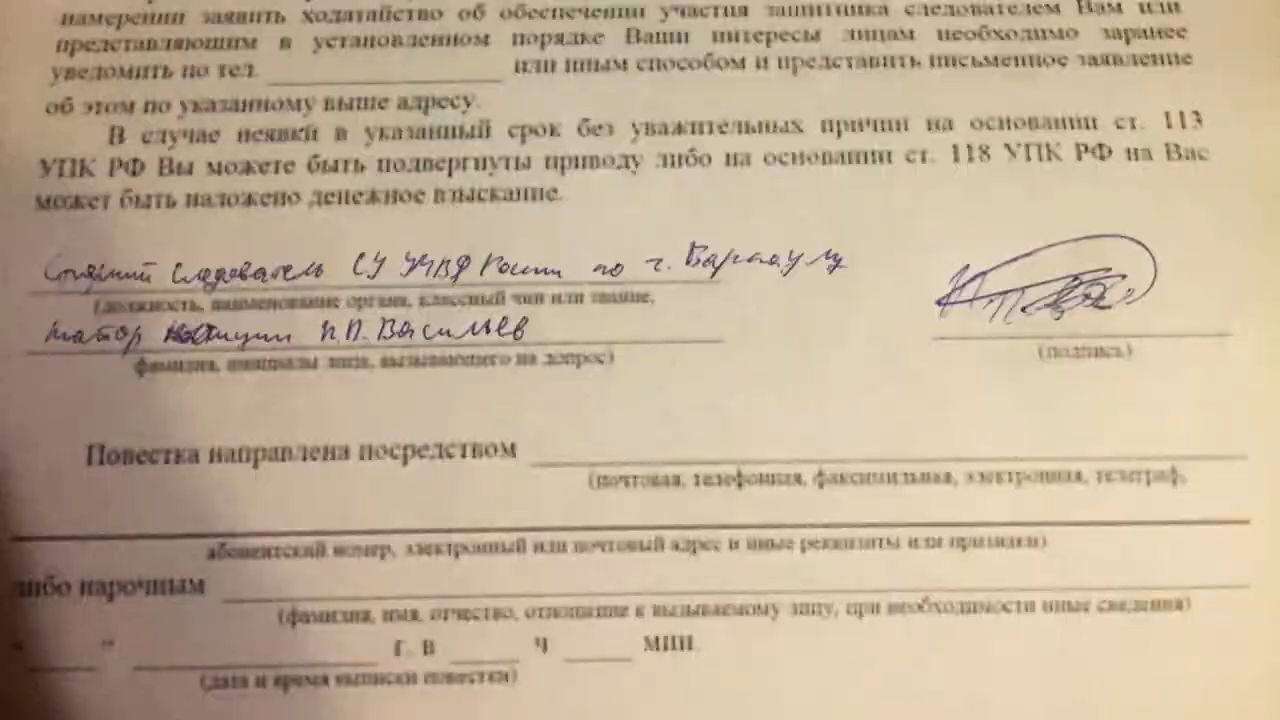 намерении заявить ходатайство об обеспечении участия защитника следователем Вам или
представляющим в установленном порядке Ваши интересы лицам необходимо заранее
уведомить по тел. ____ или иным способом и представить письменное заявление
об этом по указанному выше адресу.
В случае неявки в указанный срок без уважительных причин на основании ст. 113
УПК РФ Вы можете быть подвергнуты приводу либо на основании ст. 118 УПК РФ на Вас
может быть наложено денежное взыскание.
Старший следователь СУ УМВД России по г. Барнаулу
(должность, наименование органа, классный чин или звание,
майор юстиции П.П. Васильев
фамилия, инициалы лица, вызывающего на допрос)
(подпись)
Повестка направлена посредством
(почтовая, телефонная, факсимильная, электронная, телеграф,
абонентский номер, электронный или почтовый адрес и иные реквизиты или признаки)
либо нарочным
(фамилия, имя, отчество, отношение к вызываемому лицу, при необходимости иные сведения)
" ____ " ____ Г. В ____ Ч ____ МИН.
(дата и время выписки повестки)